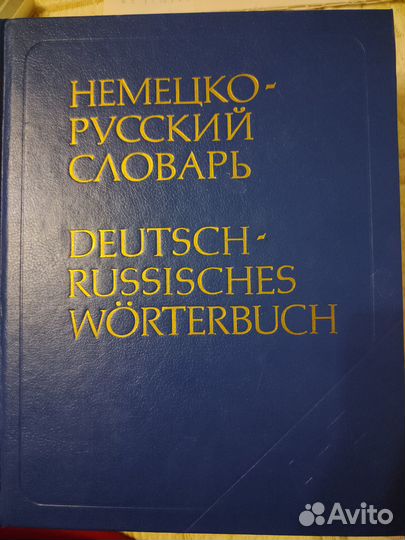 НЕМЕЦКО-
РУССКИЙ
СЛОВАРЬ
DEUTSCH-
RUSSISCHES
WÖRTERBUCH
Avito